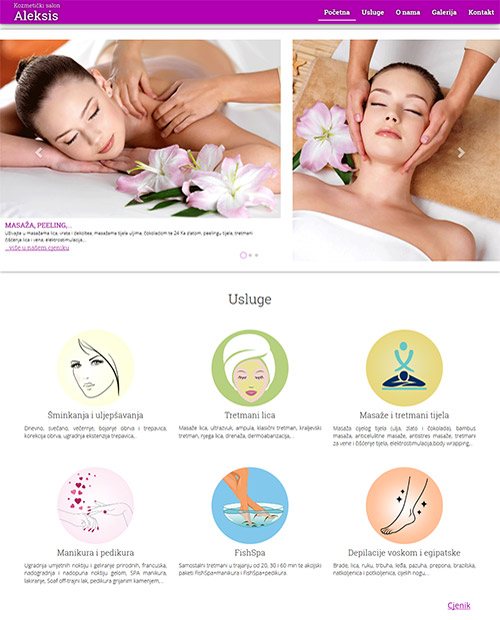 Kozmetički salon
Aleksis
Početna Usluge O nama Galerija Kontakt
MASAŽA, PEELING,...
Uživajte u masažama lica, vrata i dekoltea, masažama tijela uljima, čokoladom te 24 Ka zlatom, peelingu tijela, tretmani
čišćenja lica i vena, elektrostimulacija,...
...više u našem cjeniku
Usluge
Šminkanja i uljepšavanja
Dnevno, svečano, večernje, bojanje obrva i trepavica,
korekcija obrva, ugradnja ekstenzija trepavica,..
Tretmani lica
Masaže lica, ultrazvuk, ampula, klasični tretman, kraljevski
tretman, njega lica, drenaža, dermoabarizacija,..
Masaže i tretmani tijela
Masaža cijelog tijela (ulja, zlato i čokolada), bambus
masaža, anticelulitne masaže, antistres masaže, tretmani
za vene i čišćenje tijela, elektrostimulacija,body wrapping...
Manikura i pedikura
Ugradnja umjetnih noktiju i geliranje prirodnih, francuska,
nadogradnja i nadopuna noktiju gelom, SPA manikura,
lakiranje, Soaf off-trajni lak, pedikura grijanim kamenjem,...
FishSpa
Samostalni tretmani u trajanju od 20, 30 i 60 min te akcijski
paketi FishSpa+manikura i FishSpa+pedikura.
Depilacije voskom i egipatske
Brade, lica, ruku, trbuha, leđa, pazuha, prepona, brazilska,
natkoljenica i potkoljenica, cijelih nogu,...
Cjenik